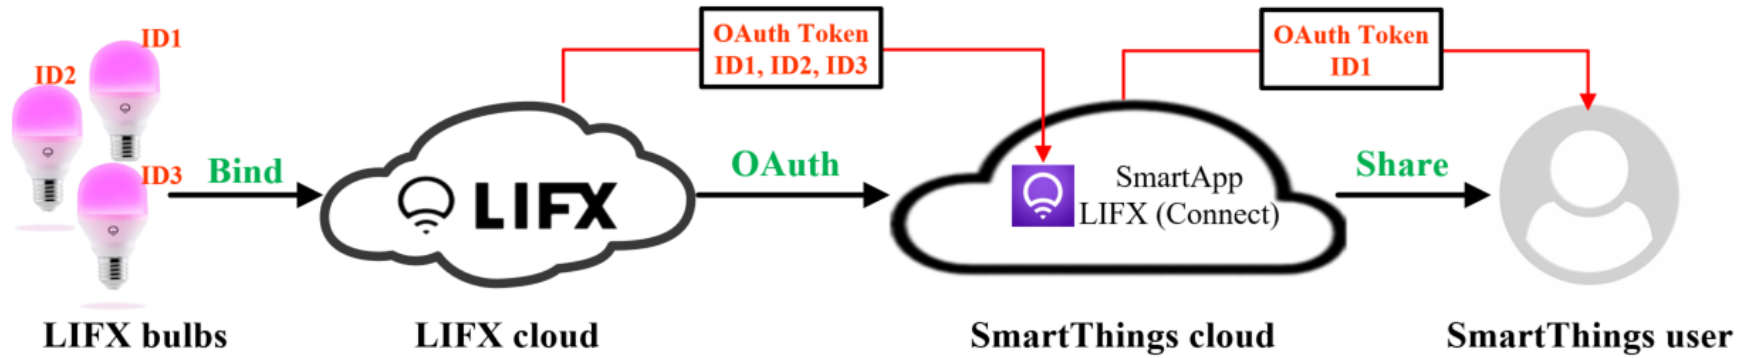 ID1
ID2
ID3
Bind
LIFX
OAuth Token
ID1, ID2, ID3
OAuth
SmartApp
LIFX (Connect)
OAuth Token
ID1
Share
LIFX bulbs
LIFX cloud
SmartThings cloud
SmartThings user